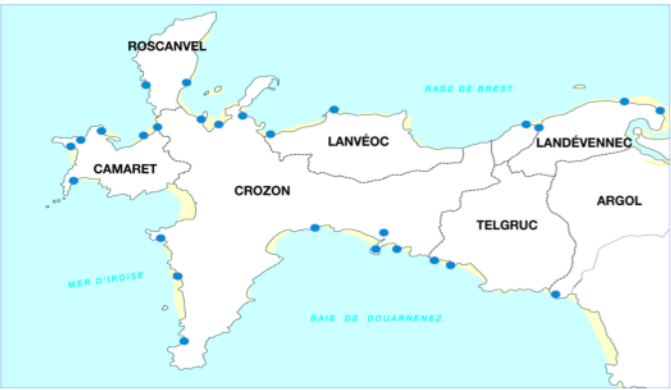 ROSCANVEL
RADE DE BREST
LANVÉOC
LANDÉVENNEC
CAMARET
CROZON
ARGOL
TELGRUC
MER D'IROISE
BAIE DE DOUARNENEZ